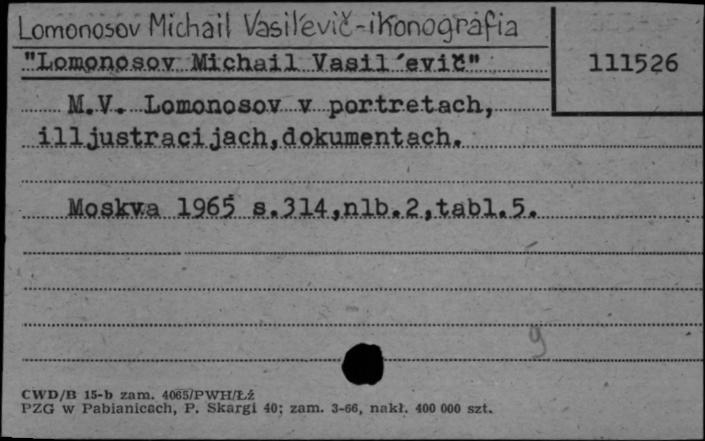 Lomonosov Michail Vasil'evič-ikonografia
"Lomonosov Michail Vasil'evič"
111526
M.V. Lomonosov v portretach,
illjustracijach,dokumentach.
Moskva 1965 s.314,nlb.2,tabl.5.
g
CWD/B 15-b zam. 4065/PWH/Łź
PZG w Pabianicach, P. Skargi 40; zam. 3-66, nakł. 400 000 szt.